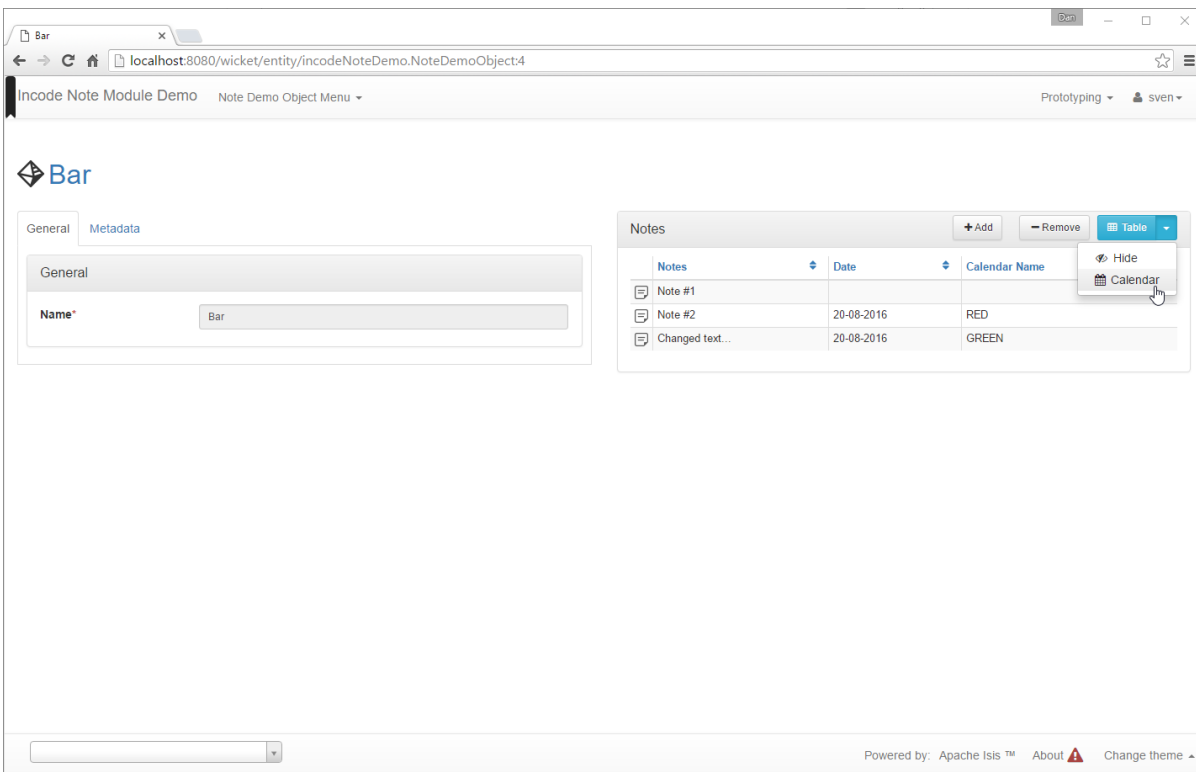 Dan
Bar
localhost:8080/wicket/entity/incodeNoteDemo.NoteDemoObject:4
Incode Note Module Demo Note Demo Object Menu Prototyping sven
Bar
General Metadata
General
Name* Bar
Notes + Add − Remove Table
Hide
Calendar
Notes Date Calendar Name
Note #1
Note #2 20-08-2016 RED
Changed text... 20-08-2016 GREEN
Powered by: Apache Isis ™ About Change theme